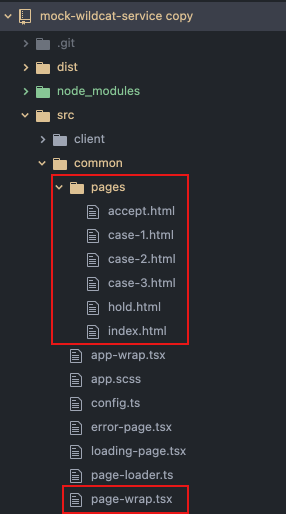 mock-wildcat-service copy
.git
dist
node_modules
src
client
common
pages
accept.html
case-1.html
case-2.html
case-3.html
hold.html
index.html
app-wrap.tsx
app.scss
config.ts
error-page.tsx
loading-page.tsx
page-loader.ts
page-wrap.tsx